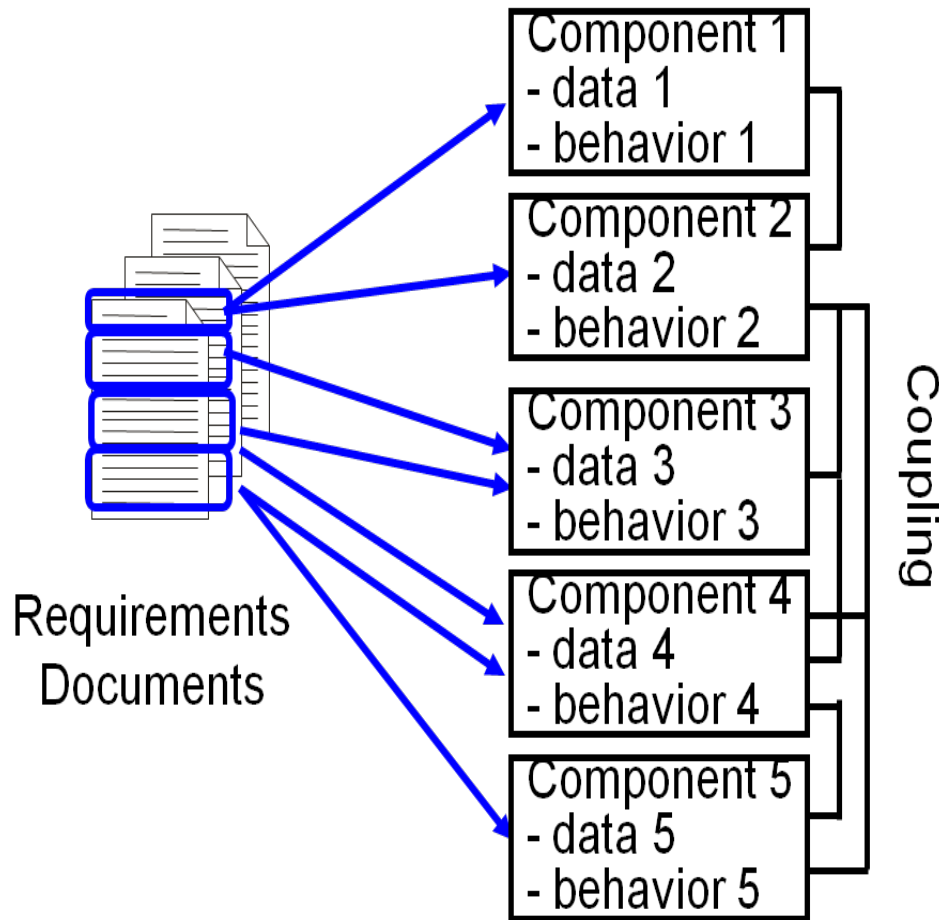 Component 1
- data 1
- behavior 1
Component 2
- data 2
- behavior 2
Component 3
- data 3
- behavior 3
Component 4
- data 4
- behavior 4
Component 5
- data 5
- behavior 5
Requirements
Documents
Coupling